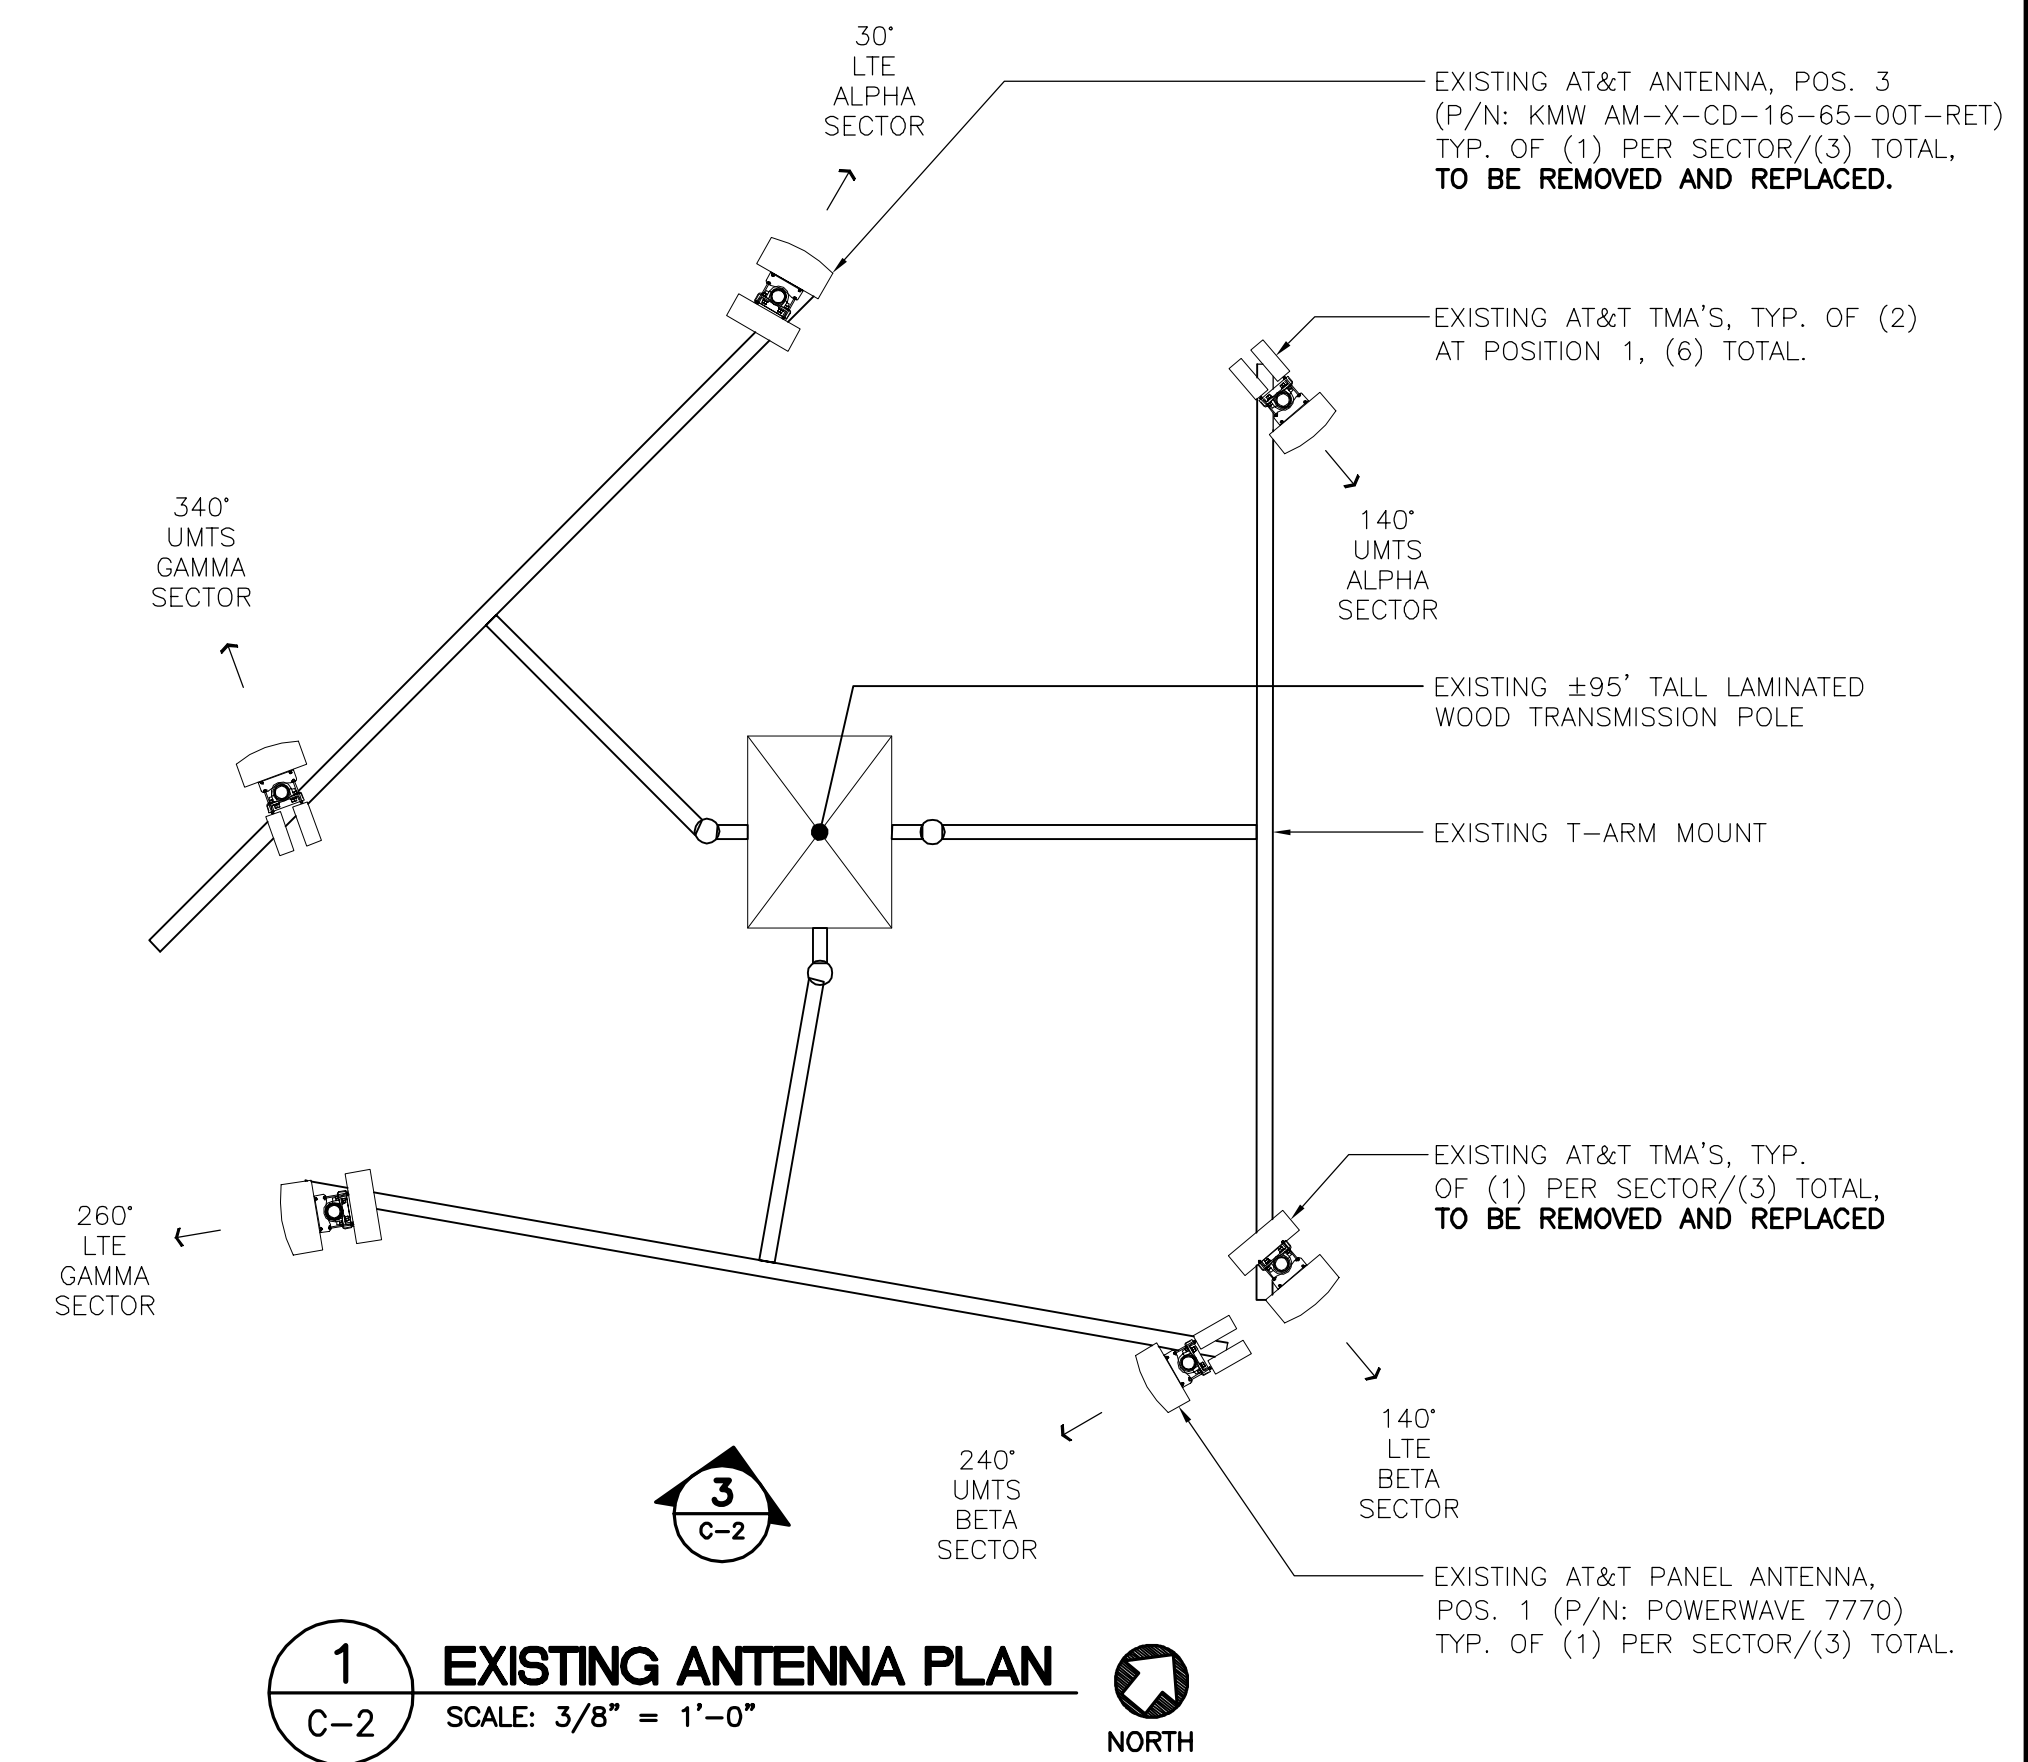 30°
LTE
ALPHA
SECTOR
EXISTING AT&T ANTENNA, POS. 3
(P/N: KMW AM-X-CD-16-65-00T-RET)
TYP. OF (1) PER SECTOR/(3) TOTAL,
TO BE REMOVED AND REPLACED.
EXISTING AT&T TMA'S, TYP. OF (2)
AT POSITION 1, (6) TOTAL.
340°
UMTS
GAMMA
SECTOR
140°
UMTS
ALPHA
SECTOR
EXISTING ±95' TALL LAMINATED
WOOD TRANSMISSION POLE
EXISTING T-ARM MOUNT
EXISTING AT&T TMA'S, TYP.
OF (1) PER SECTOR/(3) TOTAL,
TO BE REMOVED AND REPLACED
260°
LTE
GAMMA
SECTOR
140°
LTE
BETA
SECTOR
240°
UMTS
BETA
SECTOR
3
C-2
EXISTING AT&T PANEL ANTENNA,
POS. 1 (P/N: POWERWAVE 7770)
TYP. OF (1) PER SECTOR/(3) TOTAL.
1
C-2
EXISTING ANTENNA PLAN
SCALE: 3/8" = 1'-0"
NORTH